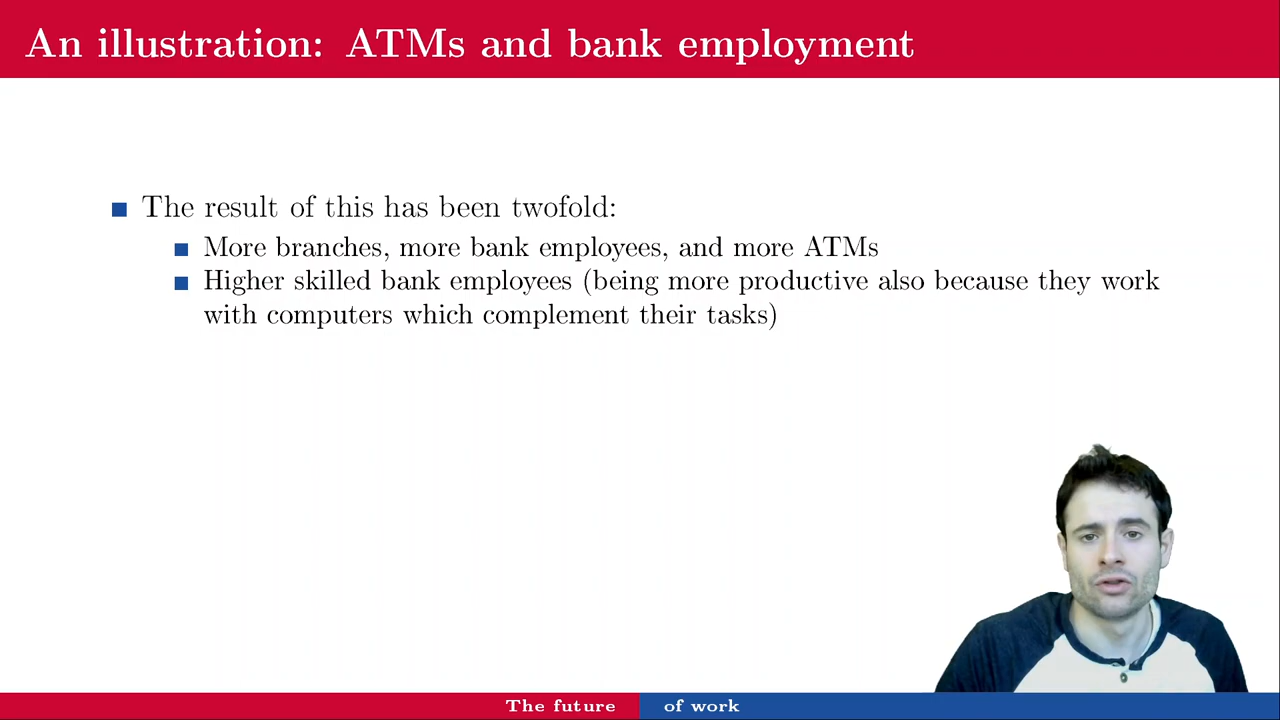 An illustration: ATMs and bank employment
The result of this has been twofold:
More branches, more bank employees, and more ATMs
Higher skilled bank employees (being more productive also because they work
with computers which complement their tasks)
The future of work